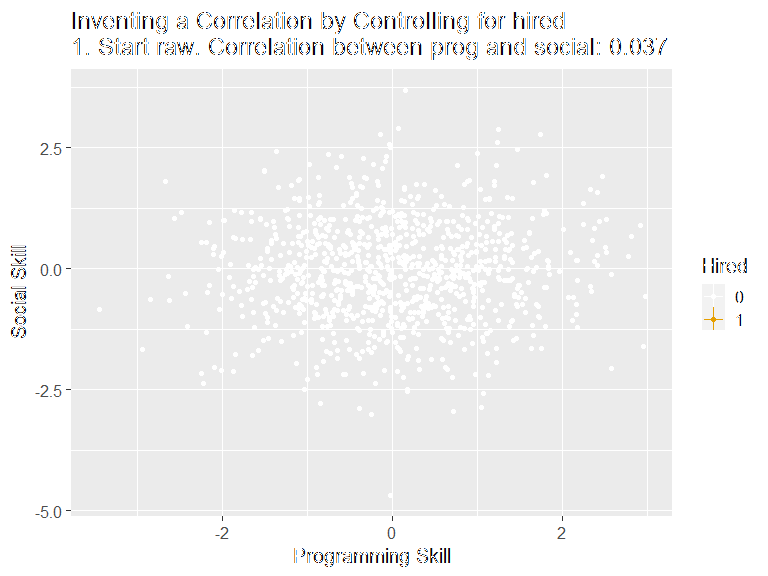 Inventing a Correlation by Controlling for hired
1. Start raw. Correlation between prog and social: 0.037
2.5
0.0
-2.5
-5.0
Social Skill
-2 0 2
Programming Skill
Hired
0
1